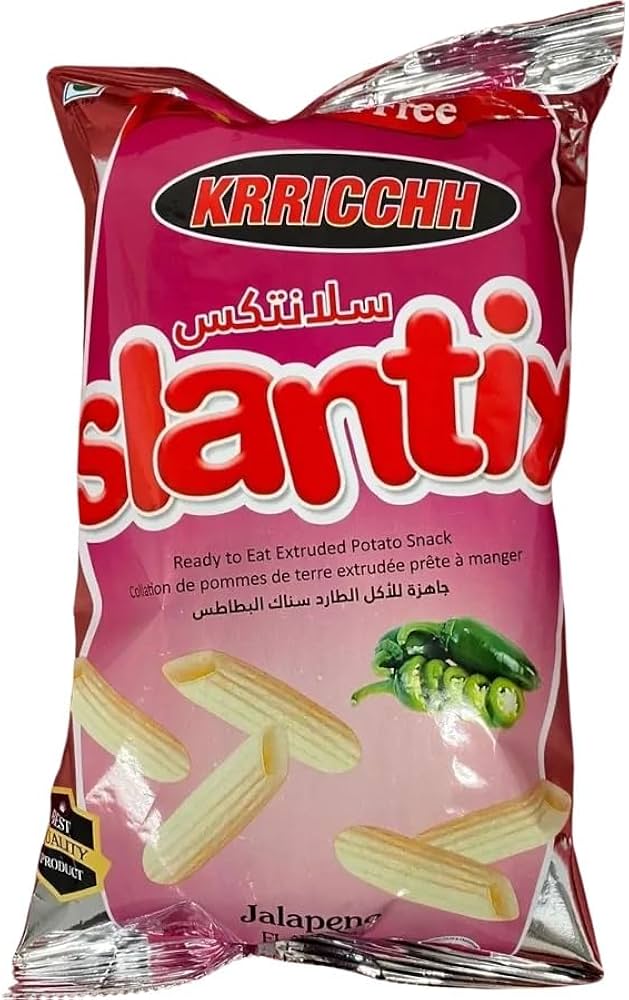 Free
KRRICCHH
سلانتكس
slantix
Ready to Eat Extruded Potato Snack
Collation de pommes de terre extrudée prête à manger
جاهزة للأكل الطارد سناك البطاطس
BEST
QUALITY
PRODUCT
Jalapeno